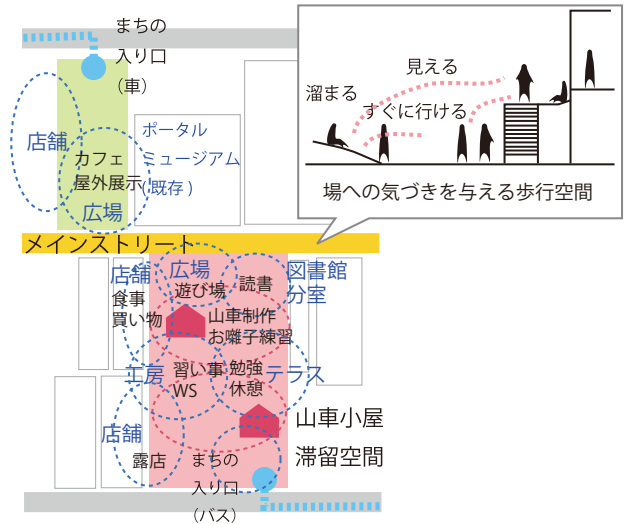 まちの
入り口
（車）
見える
溜まる
すぐに行ける
場への気づきを与える歩行空間
店舗
カフェ
屋外展示
広場
ポータル
ミュージアム
(既存)
メインストリート
店舗
食事
買い物
広場
遊び場
読書
図書館
分室
山車制作
お囃子練習
工房
習い事
WS
勉強
休憩
テラス
店舗
露店
山車小屋
滞留空間
まちの
入り口
（バス）